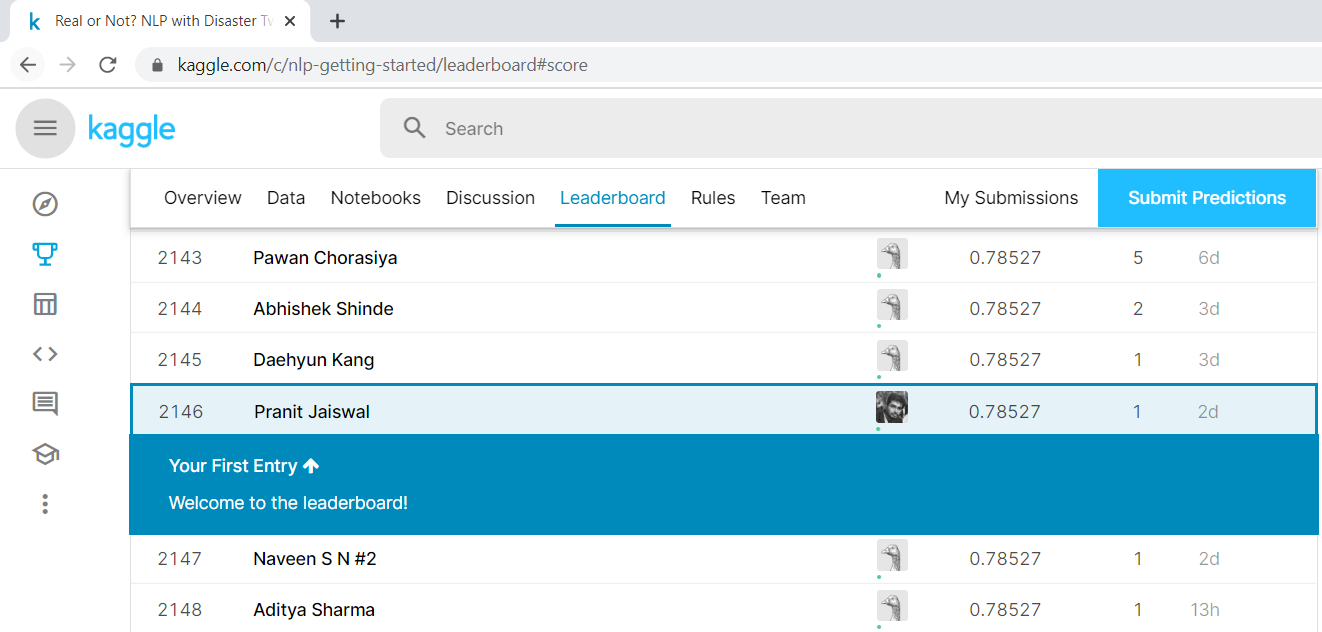 Real or Not? NLP with Disaster Tw
kaggle.com/c/nlp-getting-started/leaderboard#score
kaggle
Search
Overview Data Notebooks Discussion Leaderboard Rules Team My Submissions Submit Predictions
2143 Pawan Chorasiya 0.78527 5 6d
2144 Abhishek Shinde 0.78527 2 3d
2145 Daehyun Kang 0.78527 1 3d
2146 Pranit Jaiswal 0.78527 1 2d
Your First Entry
Welcome to the leaderboard!
2147 Naveen S N #2 0.78527 1 2d
2148 Aditya Sharma 0.78527 1 13h